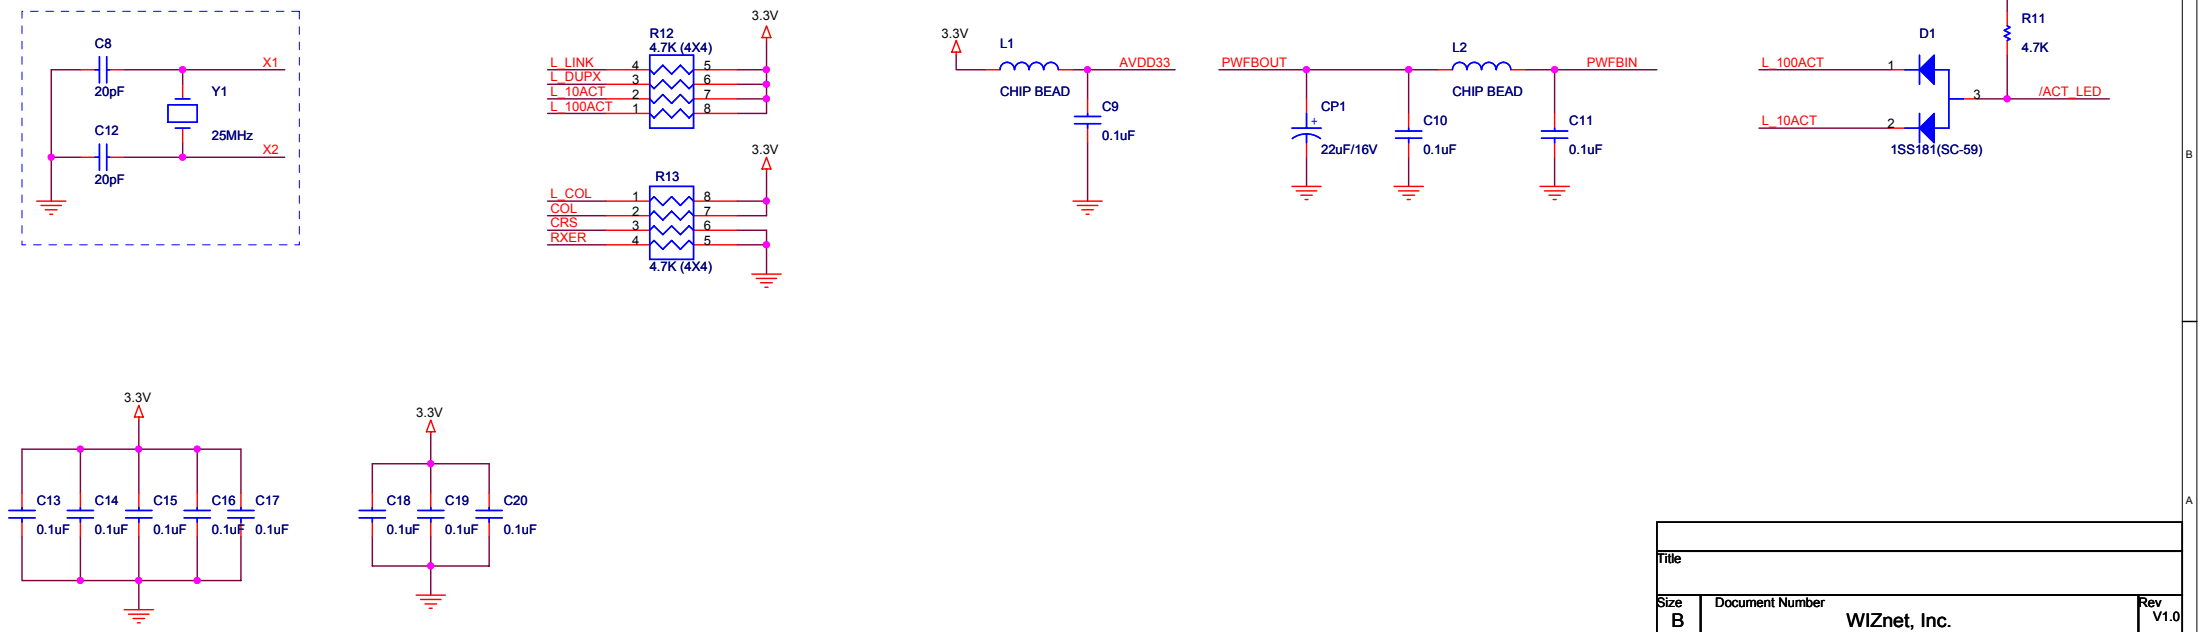 C8
20pF
X1
Y1
25MHz
C12
20pF
X2
3.3V
R12
4.7K (4X4)
L_LINK 4 5
L_DUPX 3 6
L_10ACT 2 7
L_100ACT 1 8
3.3V
R13
L_COL 1 8
COL 2 7
CRS 3 6
RXER 4 5
4.7K (4X4)
3.3V
L1
CHIP BEAD
AVDD33
C9
0.1uF
PWFBOUT
L2
CHIP BEAD
PWFBIN
CP1
+
22uF/16V
C10
0.1uF
C11
0.1uF
R11
4.7K
D1
L_100ACT 1
3 /ACT_LED
L_10ACT 2
1SS181(SC-59)
B
3.3V
C13 C14 C15 C16 C17
0.1uF 0.1uF 0.1uF 0.1uF 0.1uF
3.3V
C18 C19 C20
0.1uF 0.1uF 0.1uF
A
Title
Size Document Number Rev
B WIZnet, Inc. V1.0